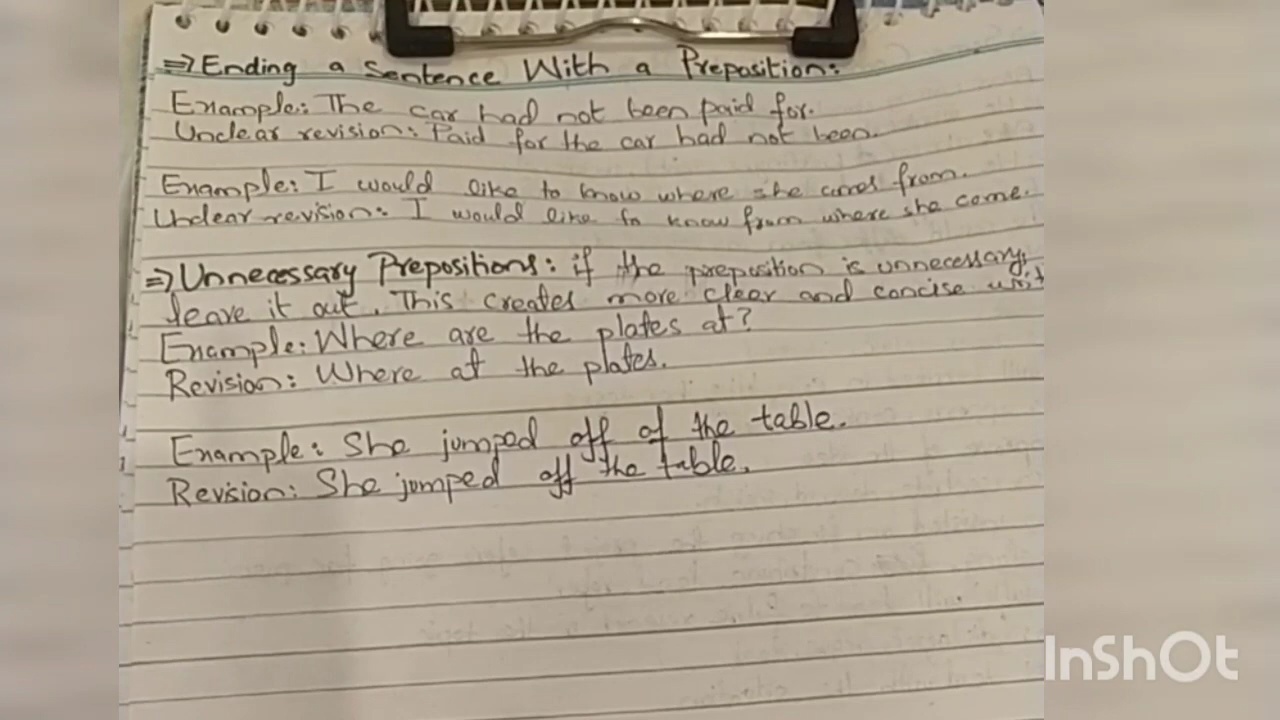 ⇒ Ending a Sentence With a Preposition:
Example: The car had not been paid for.
Unclear revision: Paid for the car had not been.
Example: I would like to know where she comes from.
Unclear revision: I would like to know from where she come.
⇒ Unnecessary Prepositions: if the preposition is unnecessary,
leave it out. This creates more clear and concise writ
Example: Where are the plates at?
Revision: Where at the plates.
Example: She jumped off of the table.
Revision: She jumped off the table.
InShOt